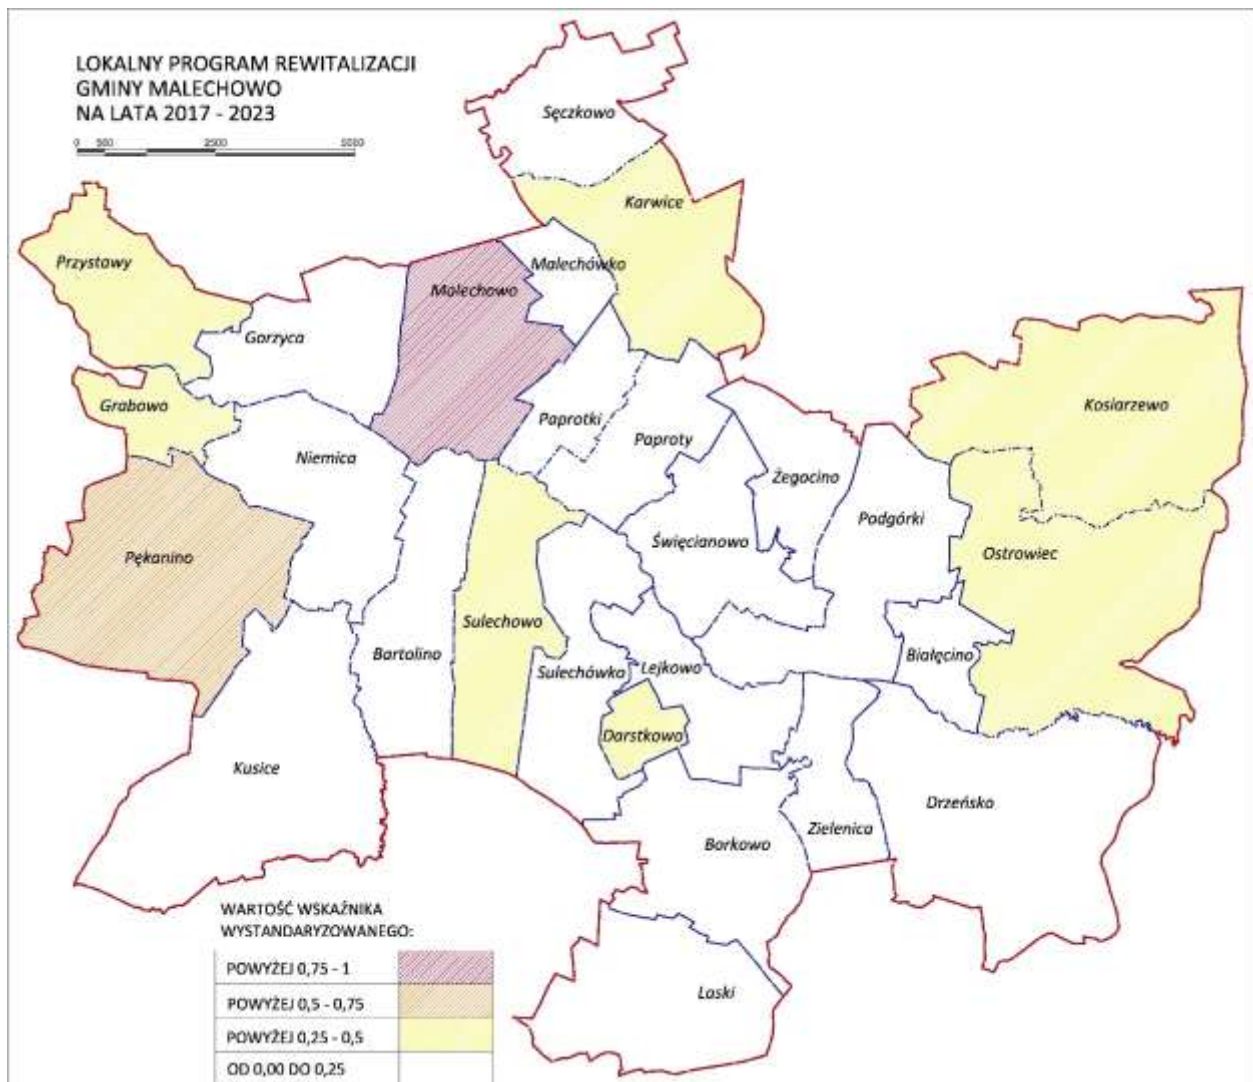 LOKALNY PROGRAM REWITALIZACJI
GMINY MALECHOWO
NA LATA 2017 - 2023
0 500 2500 5000
Sęczkowo
Karwice
Przystawy
Malechówko
Malechowo
Gorzyca
Grabowo
Kosiarzewo
Paprotki
Paproty
Niemica
Żegocino
Podgórki
Święcianowo
Ostrowiec
Pękanino
Sulechowo
Bartolino
Sulechówko
Lejkowo
Białęcino
Darstkowo
Kusice
Drzeńsko
Zielenica
Borkowo
Laski
WARTOŚĆ WSKAŹNIKA
WYSTANDARYZOWANEGO:
POWYŻEJ 0,75 - 1
POWYŻEJ 0,5 - 0,75
POWYŻEJ 0,25 - 0,5
OD 0,00 DO 0,25